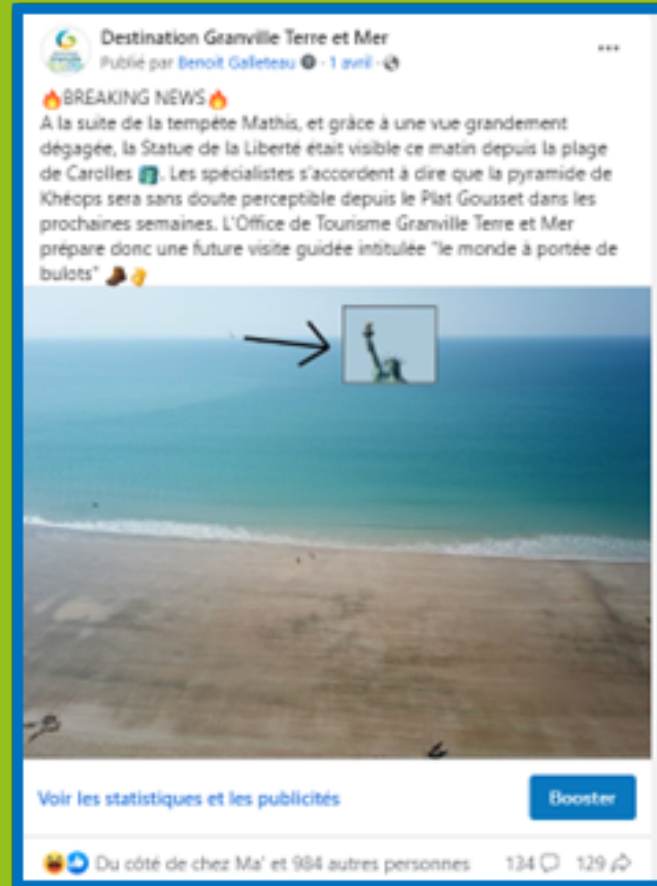 Destination Granville Terre et Mer
Publié par Benoit Galleteau · 1 avril ·
🔥BREAKING NEWS🔥
A la suite de la tempête Mathis, et grâce à une vue grandement
dégagée, la Statue de la Liberté était visible ce matin depuis la plage
de Carolles 🗽. Les spécialistes s'accordent à dire que la pyramide de
Khéops sera sans doute perceptible depuis le Plat Gousset dans les
prochaines semaines. L'Office de Tourisme Granville Terre et Mer
prépare donc une future visite guidée intitulée "le monde à portée de
bulots" 🥾👌
Voir les statistiques et les publicités
Booster
Du côté de chez Ma' et 984 autres personnes 134 129